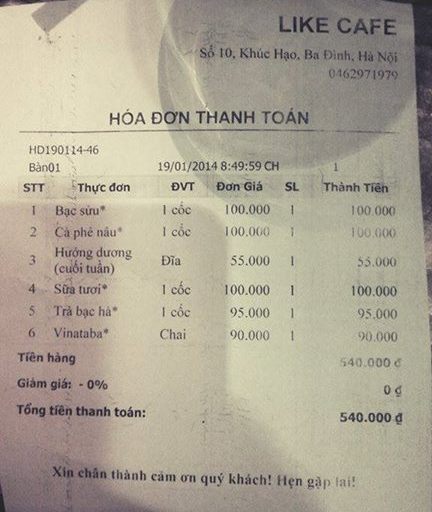 LIKE CAFE
Số 10, Khúc Hạo, Ba Đình, Hà Nội
0462971979
HÓA ĐƠN THANH TOÁN
HD190114-46
Bàn01 19/01/2014 8:49:59 CH 1
STT Thực đơn ĐVT Đơn Giá SL Thành Tiền
1 Bạc sửu* 1 cốc 100.000 1 100.000
2 Cà phê nâu* 1 cốc 100.000 1 100.000
3 Hướng dương (cuối tuần) Đĩa 55.000 1 55.000
4 Sữa tươi* 1 cốc 100.000 1 100.000
5 Trà bạc hà* 1 cốc 95.000 1 95.000
6 Vinataba* Chai 90.000 1 90.000
Tiền hàng 540.000 đ
Giảm giá: - 0% 0 đ
Tổng tiền thanh toán: 540.000 đ
Xin chân thành cảm ơn quý khách! Hẹn gặp lại!